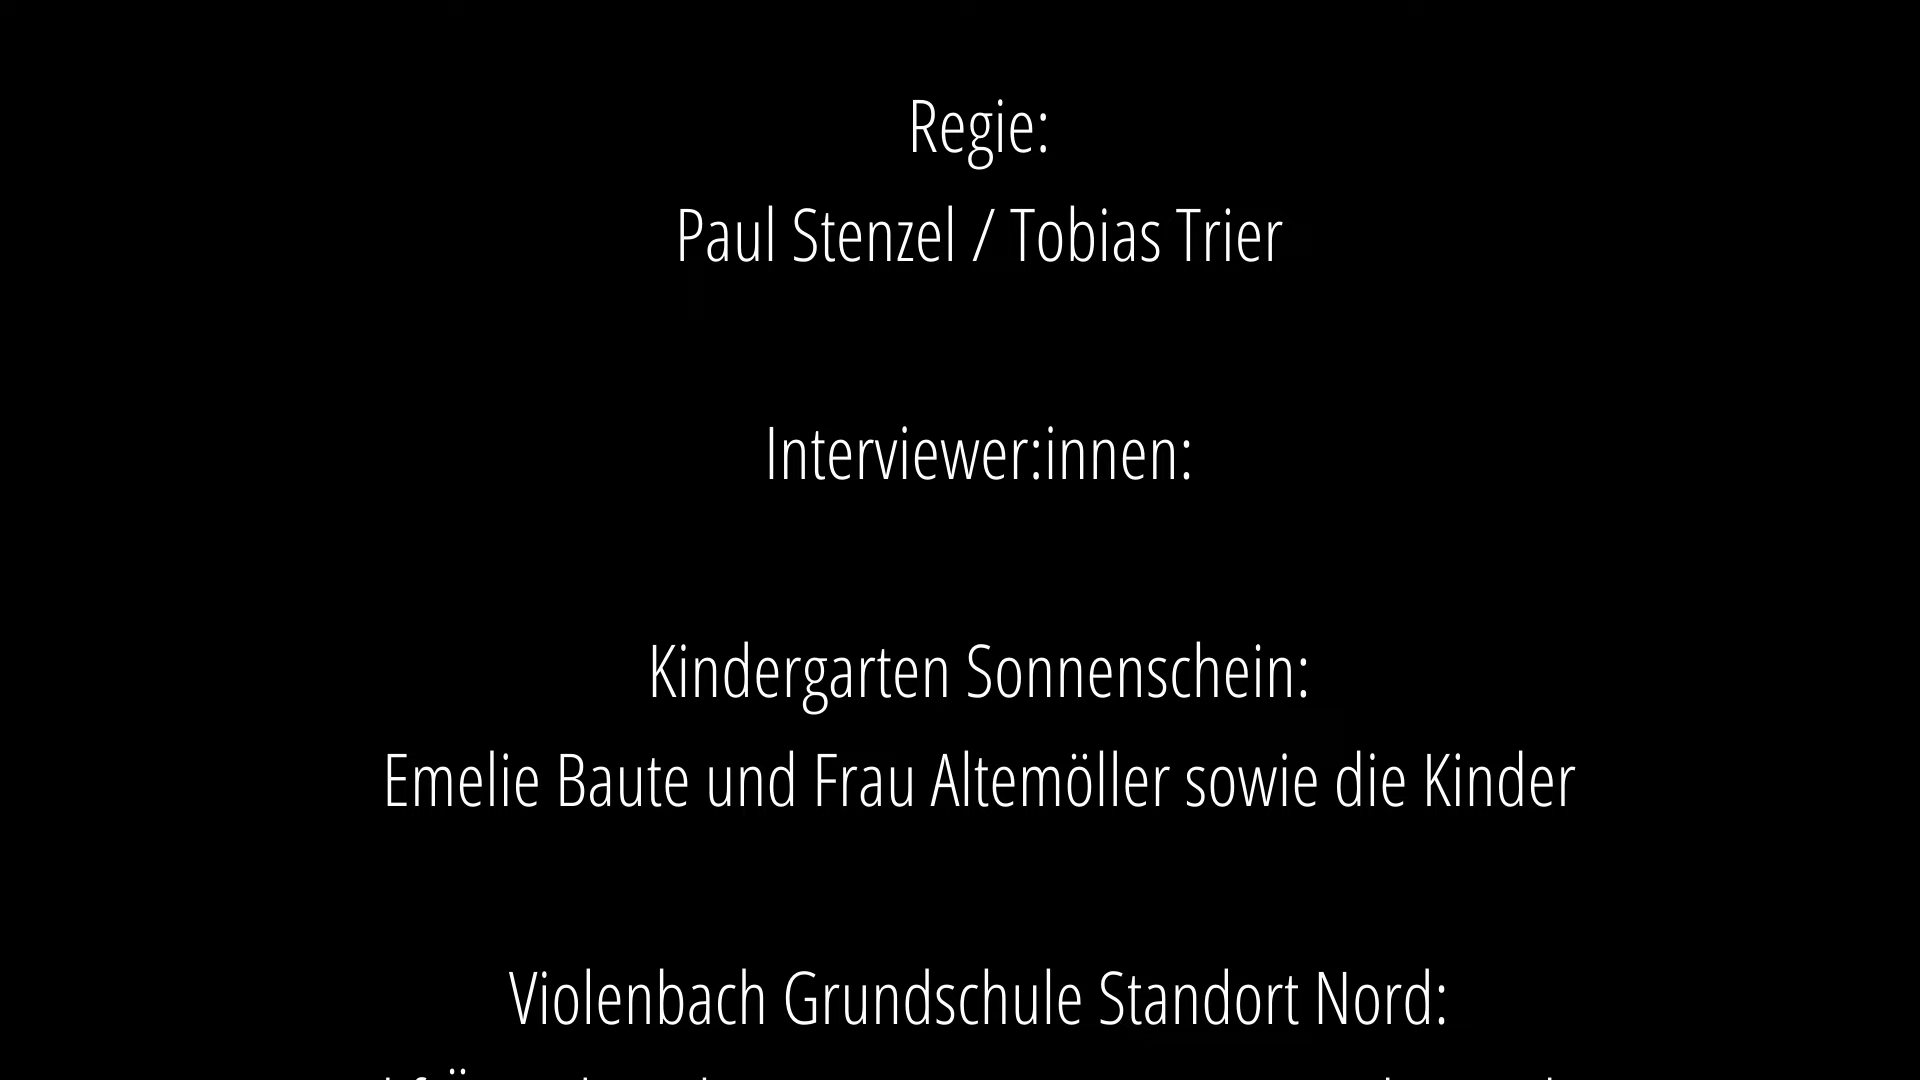 Regie:
Paul Stenzel / Tobias Trier
Interviewer:innen:
Kindergarten Sonnenschein:
Emelie Baute und Frau Altemöller sowie die Kinder
Violenbach Grundschule Standort Nord: